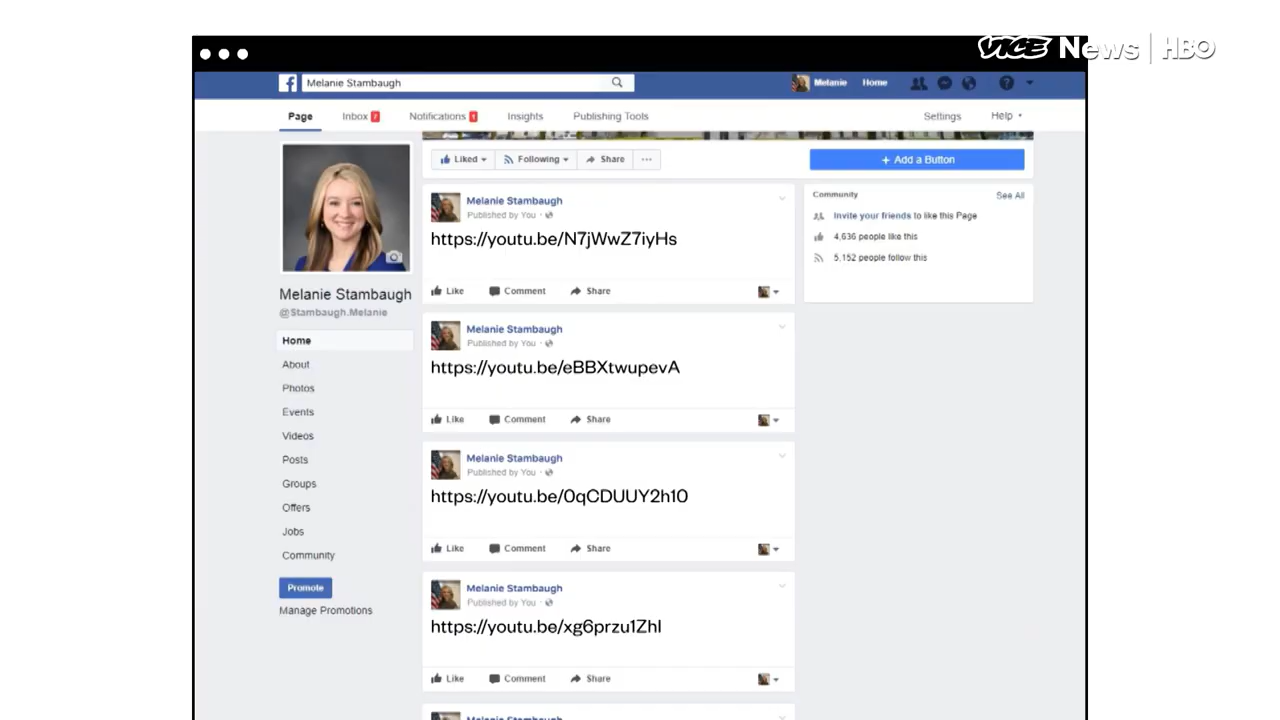 VICE News | HBO
Melanie Stambaugh
Melanie Home
Page Inbox 7 Notifications 1 Insights Publishing Tools Settings Help
Liked Following Share ...
+ Add a Button
Melanie Stambaugh
@Stambaugh.Melanie
Home
About
Photos
Events
Videos
Posts
Groups
Offers
Jobs
Community
Promote
Manage Promotions
Melanie Stambaugh
Published by You
https://youtu.be/N7jWwZ7iyHs
Like Comment Share
Melanie Stambaugh
Published by You
https://youtu.be/eBBXtwupevA
Like Comment Share
Melanie Stambaugh
Published by You
https://youtu.be/0qCDUUY2h10
Like Comment Share
Melanie Stambaugh
Published by You
https://youtu.be/xg6przu1ZhI
Like Comment Share
Melanie Stambaugh
Community See All
Invite your friends to like this Page
4,636 people like this
5,152 people follow this